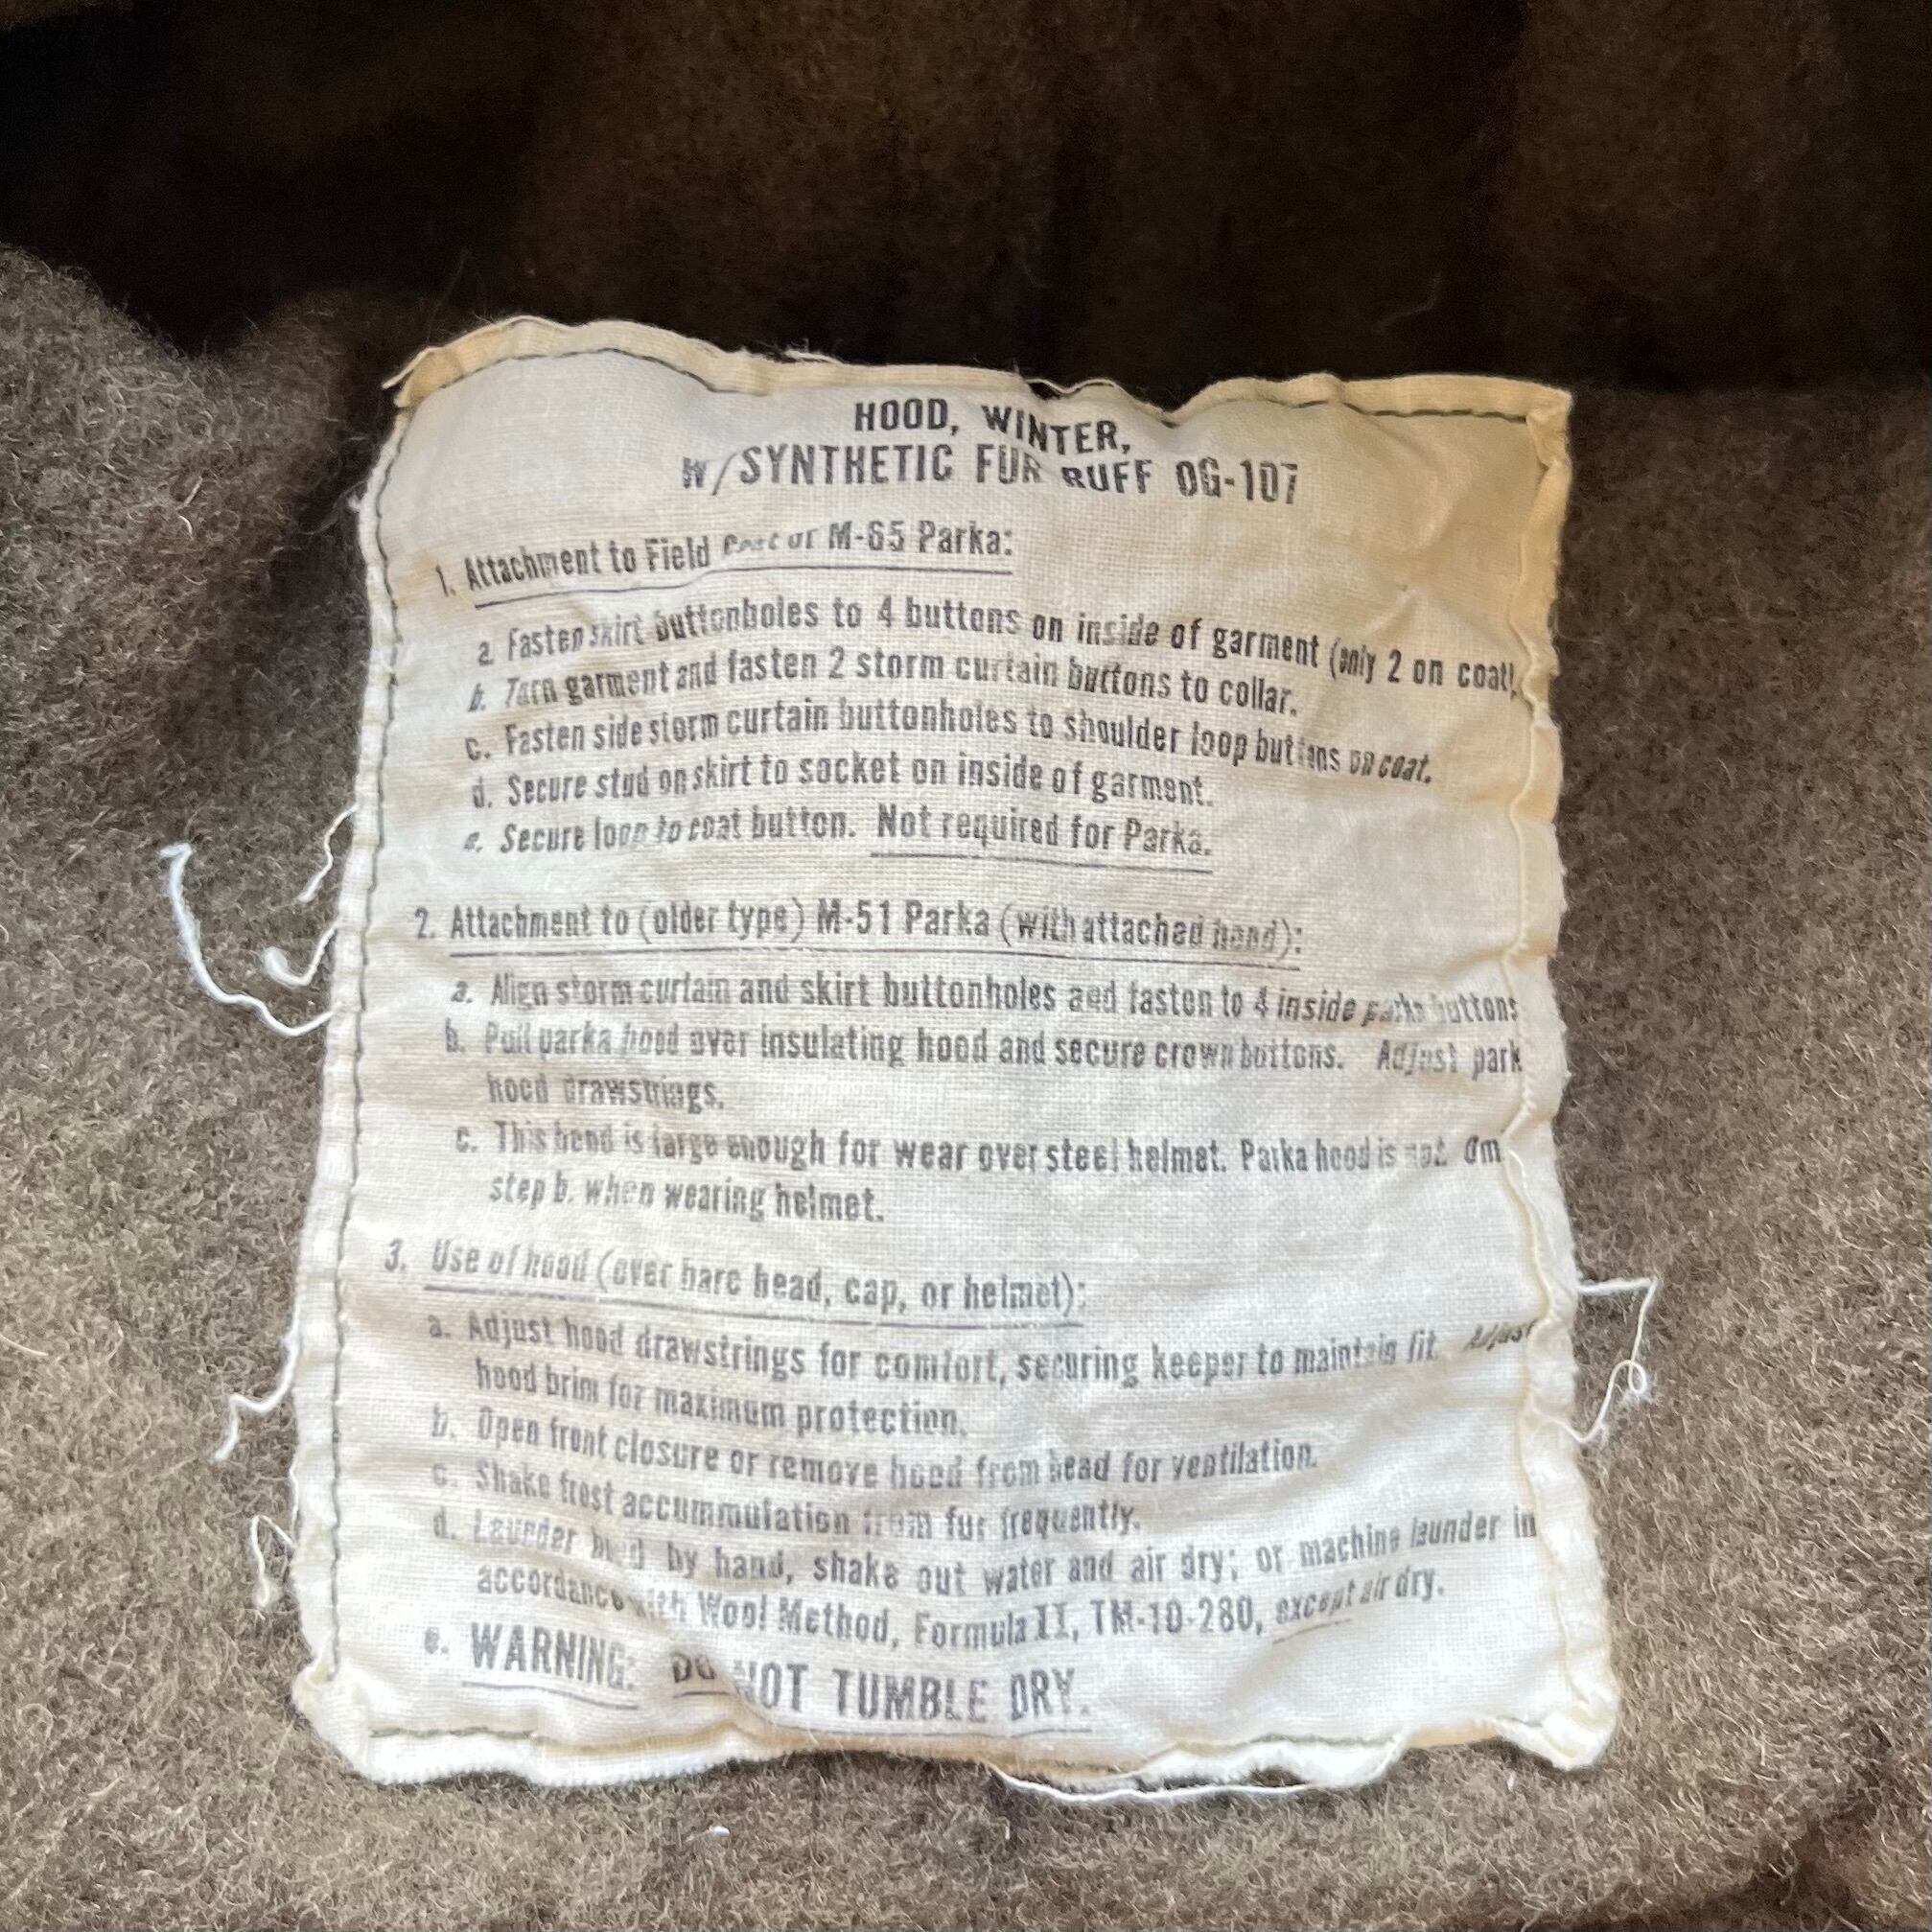 HOOD, WINTER,
W/SYNTHETIC FUR RUFF OG-107
1. Attachment to Field Coat or M-65 Parka:
a. Fasten skirt buttonholes to 4 buttons on inside of garment (only 2 on coat),
b. Turn garment and fasten 2 storm curtain buttons to collar.
c. Fasten side storm curtain buttonholes to shoulder loop buttons on coat.
d. Secure stud on skirt to socket on inside of garment.
e. Secure loop to coat button. Not required for Parka.
2. Attachment to (older type) M-51 Parka (with attached hood):
a. Align storm curtain and skirt buttonholes and fasten to 4 inside parka buttons
b. Pull parka hood over insulating hood and secure crown buttons. Adjust park
hood drawstrings.
c. This hood is large enough for wear over steel helmet. Parka hood is not. Om
step b. when wearing helmet.
3. Use of hood (over bare head, cap, or helmet):
a. Adjust hood drawstrings for comfort, securing keeper to maintain fit. Adjust
hood brim for maximum protection.
b. Open front closure or remove hood from head for ventilation.
c. Shake frost accummulation from fur frequently.
d. Launder hood by hand, shake out water and air dry; or machine launder in
accordance with Wool Method, Formula II, TM-10-280, except air dry.
e. WARNING: DO NOT TUMBLE DRY.